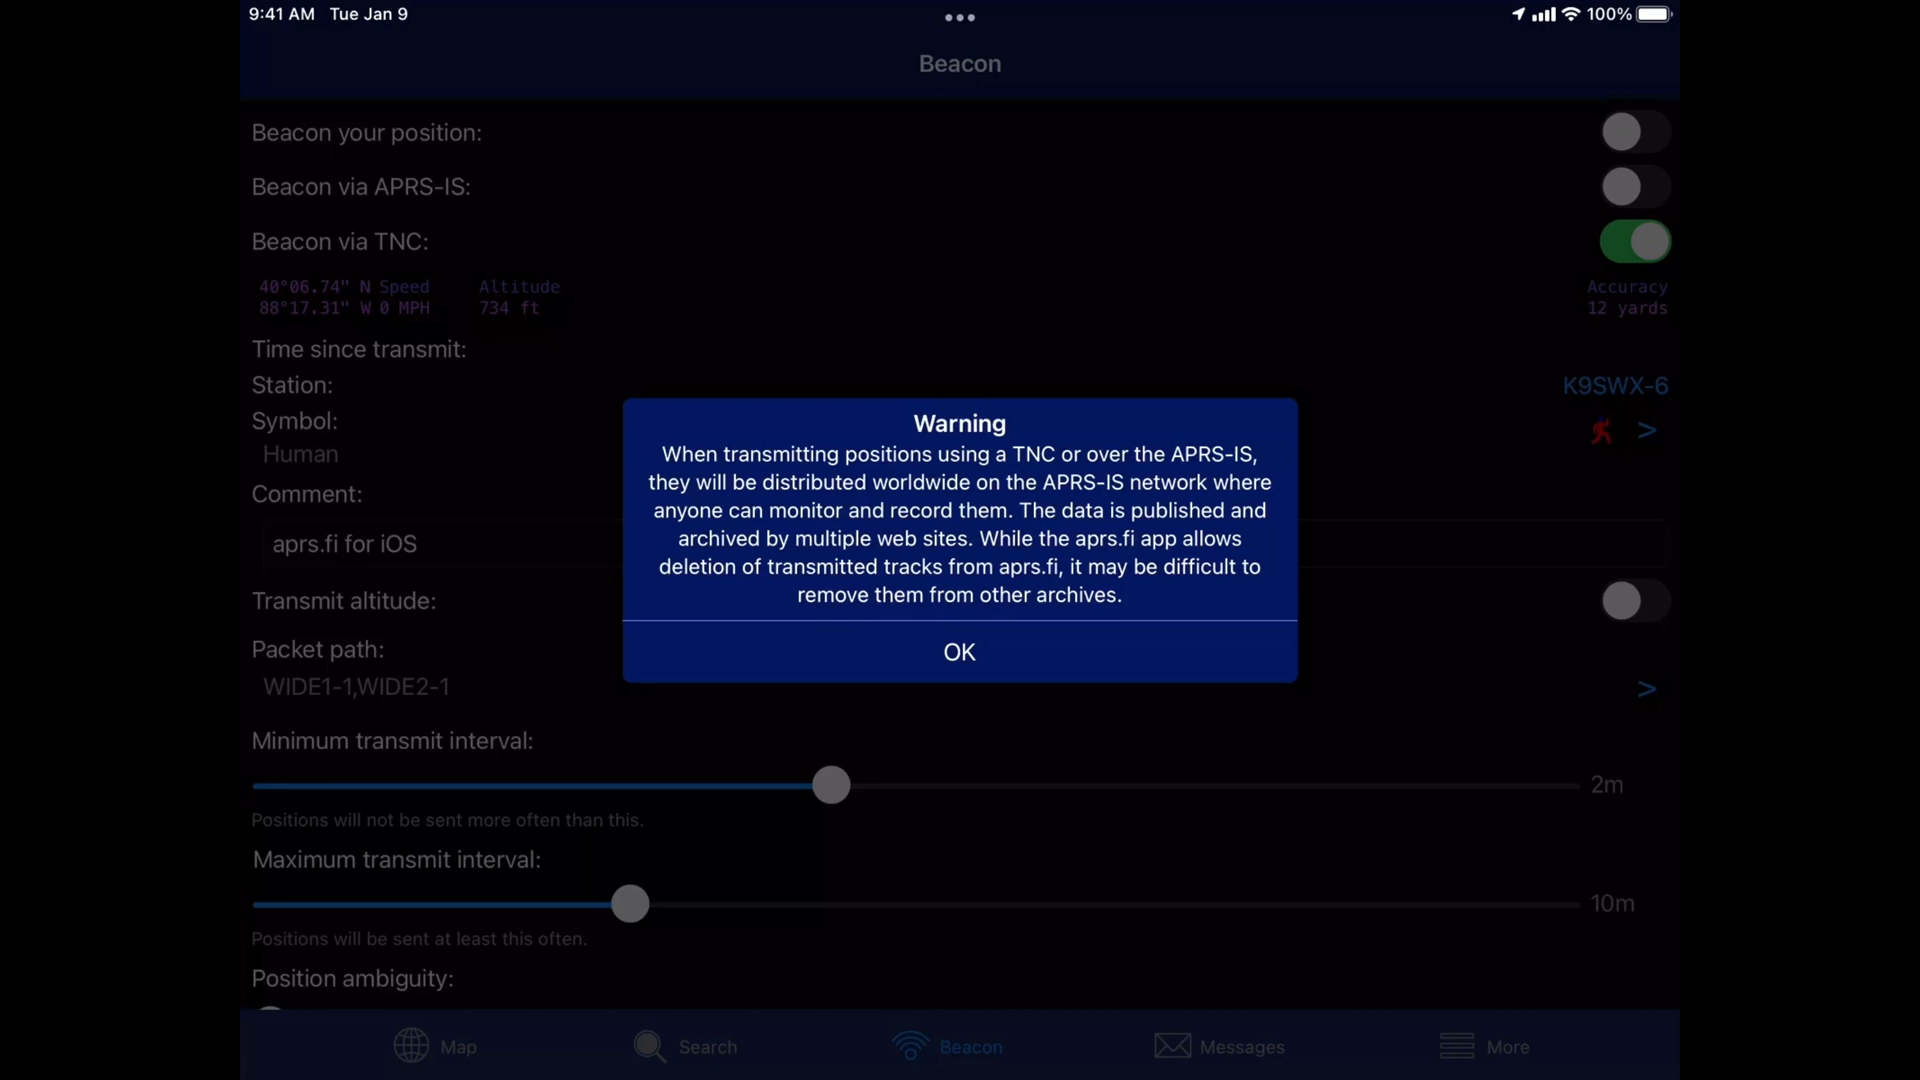 9:41 AM Tue Jan 9
100%
Beacon
Beacon your position:
Beacon via APRS-IS:
Beacon via TNC:
40°06.74" N Speed Altitude Accuracy
88°17.31" W 0 MPH 734 ft 12 yards
Time since transmit:
Station: K9SWX-6
Symbol:
Human >
Comment:
aprs.fi for iOS
Warning
When transmitting positions using a TNC or over the APRS-IS,
they will be distributed worldwide on the APRS-IS network where
anyone can monitor and record them. The data is published and
archived by multiple web sites. While the aprs.fi app allows
deletion of transmitted tracks from aprs.fi, it may be difficult to
remove them from other archives.
OK
Transmit altitude:
Packet path:
WIDE1-1,WIDE2-1 >
Minimum transmit interval:
2m
Positions will not be sent more often than this.
Maximum transmit interval:
10m
Positions will be sent at least this often.
Position ambiguity:
Map Search Beacon Messages More